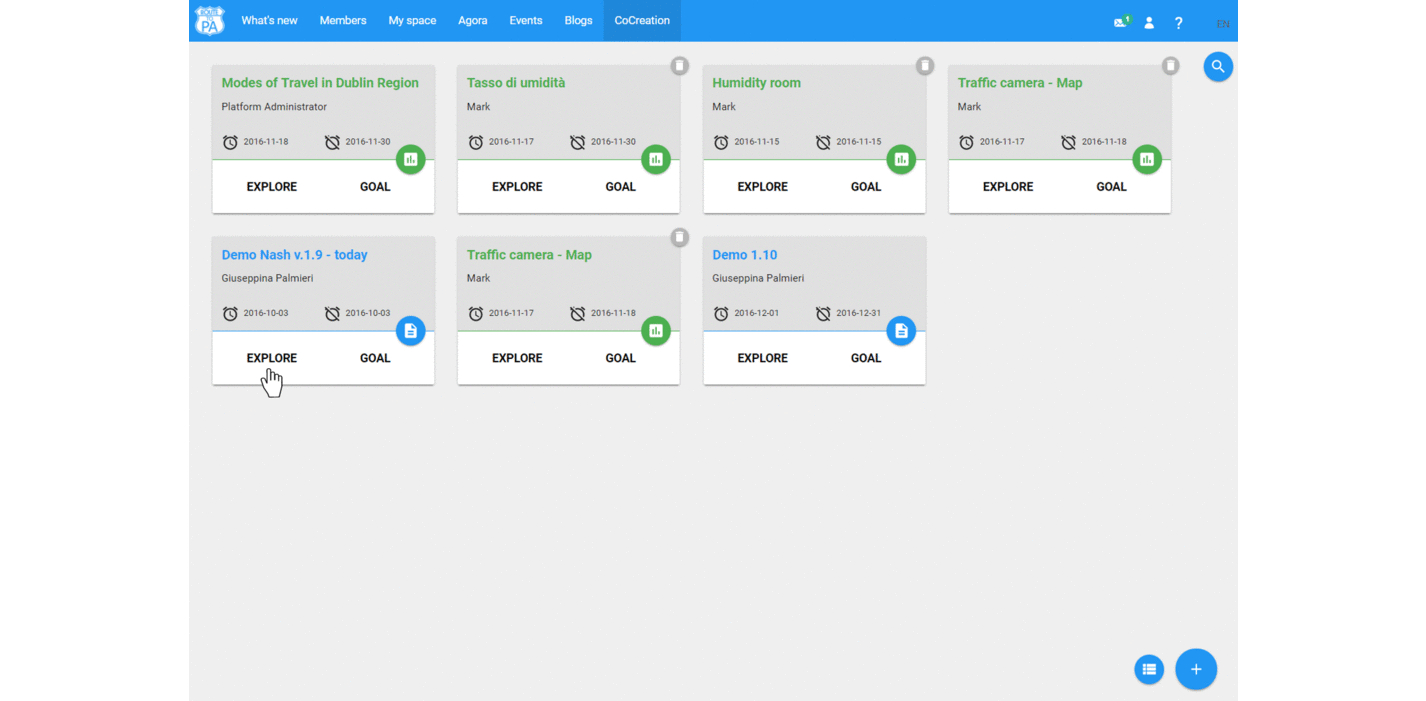 ROUTE TO PA
What's new Members My space Agora Events Blogs CoCreation 1 ? EN
Modes of Travel in Dublin Region
Platform Administrator
2016-11-18 2016-11-30
EXPLORE GOAL
Tasso di umidità
Mark
2016-11-17 2016-11-30
EXPLORE GOAL
Humidity room
Mark
2016-11-15 2016-11-15
EXPLORE GOAL
Traffic camera - Map
Mark
2016-11-17 2016-11-18
EXPLORE GOAL
Demo Nash v.1.9 - today
Giuseppina Palmieri
2016-10-03 2016-10-03
EXPLORE GOAL
Traffic camera - Map
Mark
2016-11-17 2016-11-18
EXPLORE GOAL
Demo 1.10
Giuseppina Palmieri
2016-12-01 2016-12-31
EXPLORE GOAL
+